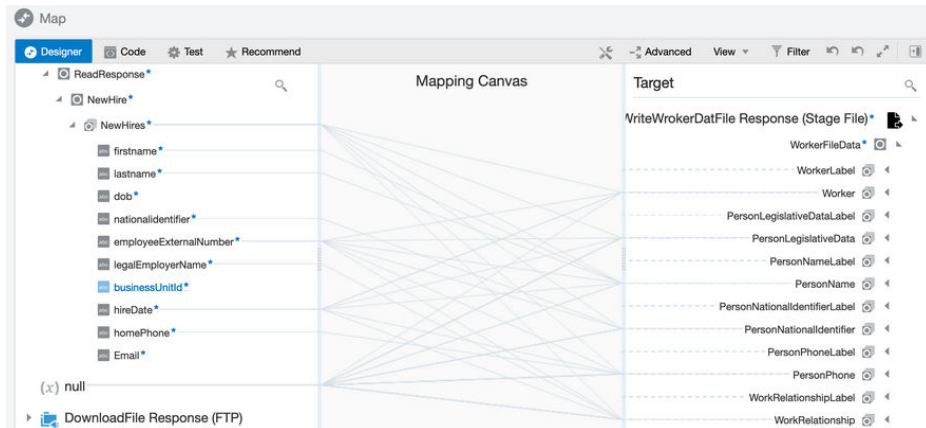 Map
Designer Code Test Recommend Advanced View Filter
ReadResponse*
NewHire*
NewHires*
firstname*
lastname*
dob*
nationalidentifier*
employeeExternalNumber*
legalEmployerName*
businessUnitId*
hireDate*
homePhone*
Email*
(x) null
DownloadFile Response (FTP)
Mapping Canvas
Target
WriteWrokerDatFile Response (Stage File)*
WorkerFileData*
WorkerLabel
Worker
PersonLegislativeDataLabel
PersonLegislativeData
PersonNameLabel
PersonName
PersonNationalIdentifierLabel
PersonNationalIdentifier
PersonPhoneLabel
PersonPhone
WorkRelationshipLabel
WorkRelationship